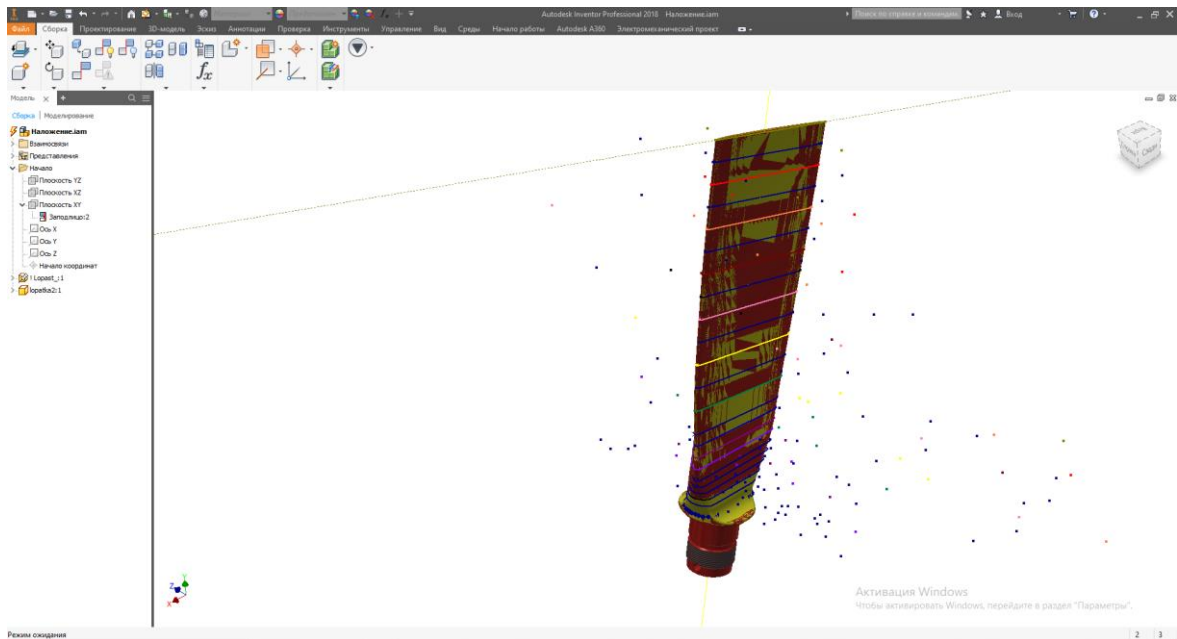 Autodesk Inventor Professional 2018 Наложение.iam
Поиск по справке и командам
Вход
Файл Сборка Проектирование 3D-модель Эскиз Аннотации Проверка Инструменты Управление Вид Среды Начало работы Autodesk A360 Электромеханический проект
fx
Модель
Сборка | Моделирование
Наложение.iam
Взаимосвязи
Представления
Начало
Плоскость YZ
Плоскость XZ
Плоскость XY
Заподлицо:2
Ось X
Ось Y
Ось Z
Начало координат
! Lopast_:1
lopatka2:1
Z Y
X
Активация Windows
Чтобы активировать Windows, перейдите в раздел "Параметры".
Режим ожидания
2 3